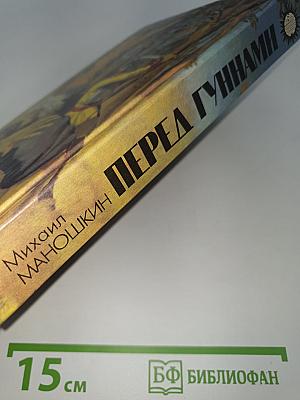 Михаил
МАНОШКИН
ПЕРЕД ГУННАМИ
15 см
БФ БИБЛИОФАН